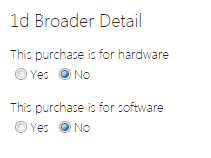 1d Broader Detail
This purchase is for hardware
Yes No
This purchase is for software
Yes No